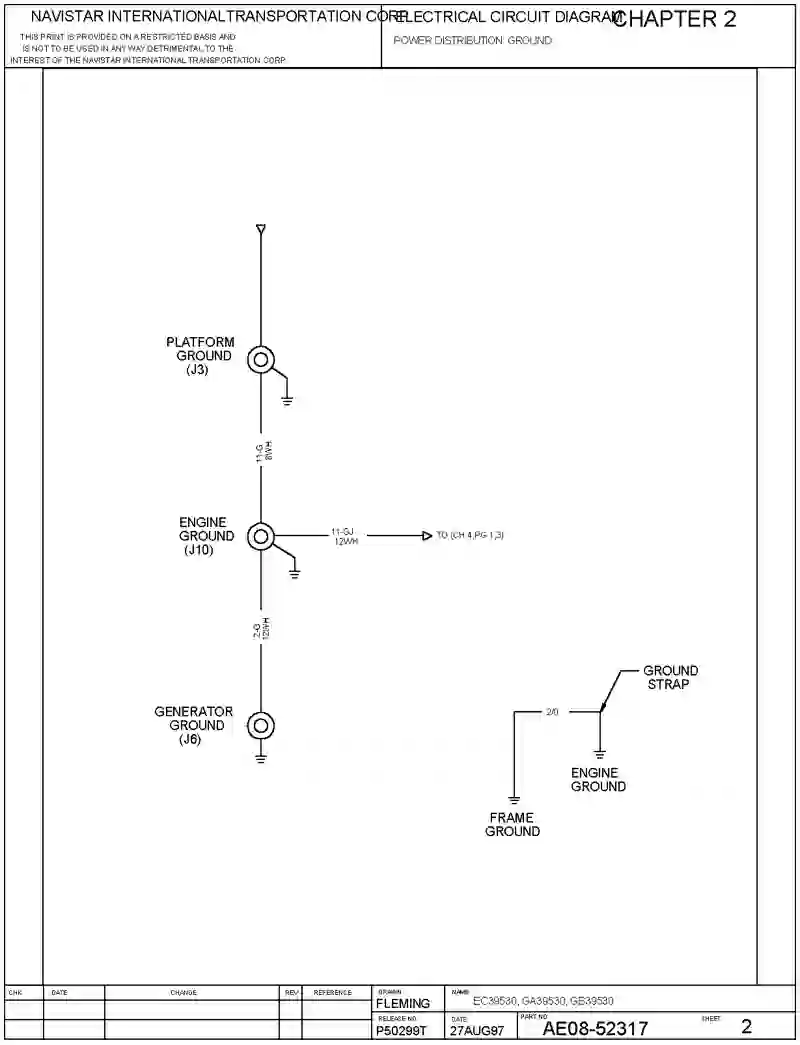 NAVISTAR INTERNATIONAL TRANSPORTATION CORP.
THIS PRINT IS PROVIDED ON A RESTRICTED BASIS AND
IS NOT TO BE USED IN ANY WAY DETRIMENTAL TO THE
INTEREST OF THE NAVISTAR INTERNATIONAL TRANSPORTATION CORP.
ELECTRICAL CIRCUIT DIAGRAM
CHAPTER 2
POWER DISTRIBUTION GROUND
PLATFORM
GROUND
(J3)
11-G
8WH
ENGINE
GROUND
(J10)
11-GJ
12WH
TO (CH 4,PG 1,3)
12-G
12WH
GENERATOR
GROUND
(J6)
GROUND
STRAP
2/0
ENGINE
GROUND
FRAME
GROUND
CHK
DATE
CHANGE
REV
REFERENCE
DRAWN
FLEMING
NAME
EC39530, GA39530, GB39530
RELEASE NO.
P50299T
DATE
27AUG97
PART NO.
AE08-52317
SHEET
2